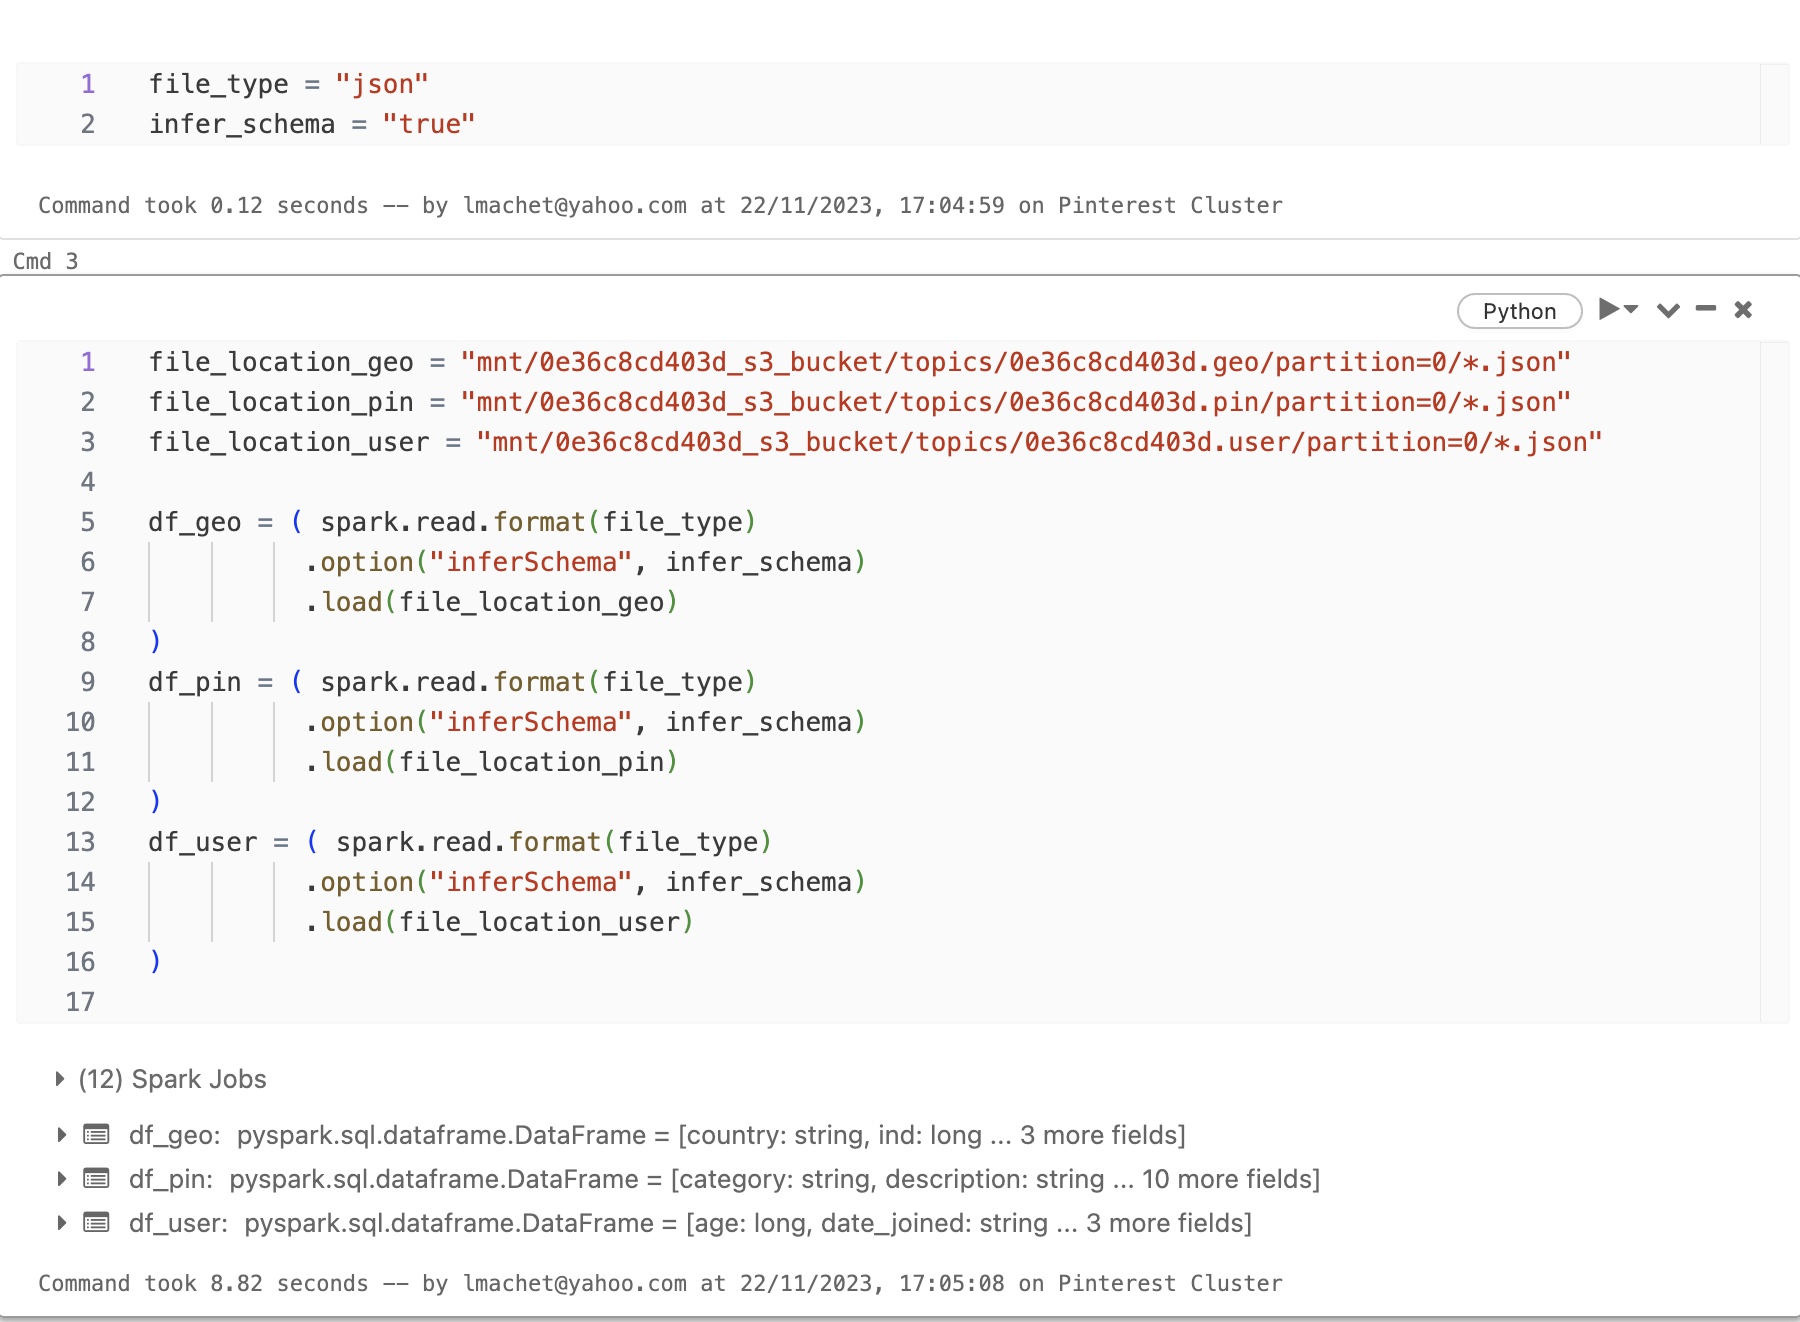 1 file_type = "json"
2 infer_schema = "true"
Command took 0.12 seconds -- by lmachet@yahoo.com at 22/11/2023, 17:04:59 on Pinterest Cluster
Cmd 3
Python
1 file_location_geo = "mnt/0e36c8cd403d_s3_bucket/topics/0e36c8cd403d.geo/partition=0/*.json"
2 file_location_pin = "mnt/0e36c8cd403d_s3_bucket/topics/0e36c8cd403d.pin/partition=0/*.json"
3 file_location_user = "mnt/0e36c8cd403d_s3_bucket/topics/0e36c8cd403d.user/partition=0/*.json"
4
5 df_geo = ( spark.read.format(file_type)
6 .option("inferSchema", infer_schema)
7 .load(file_location_geo)
8 )
9 df_pin = ( spark.read.format(file_type)
10 .option("inferSchema", infer_schema)
11 .load(file_location_pin)
12 )
13 df_user = ( spark.read.format(file_type)
14 .option("inferSchema", infer_schema)
15 .load(file_location_user)
16 )
17
(12) Spark Jobs
df_geo: pyspark.sql.dataframe.DataFrame = [country: string, ind: long ... 3 more fields]
df_pin: pyspark.sql.dataframe.DataFrame = [category: string, description: string ... 10 more fields]
df_user: pyspark.sql.dataframe.DataFrame = [age: long, date_joined: string ... 3 more fields]
Command took 8.82 seconds -- by lmachet@yahoo.com at 22/11/2023, 17:05:08 on Pinterest Cluster